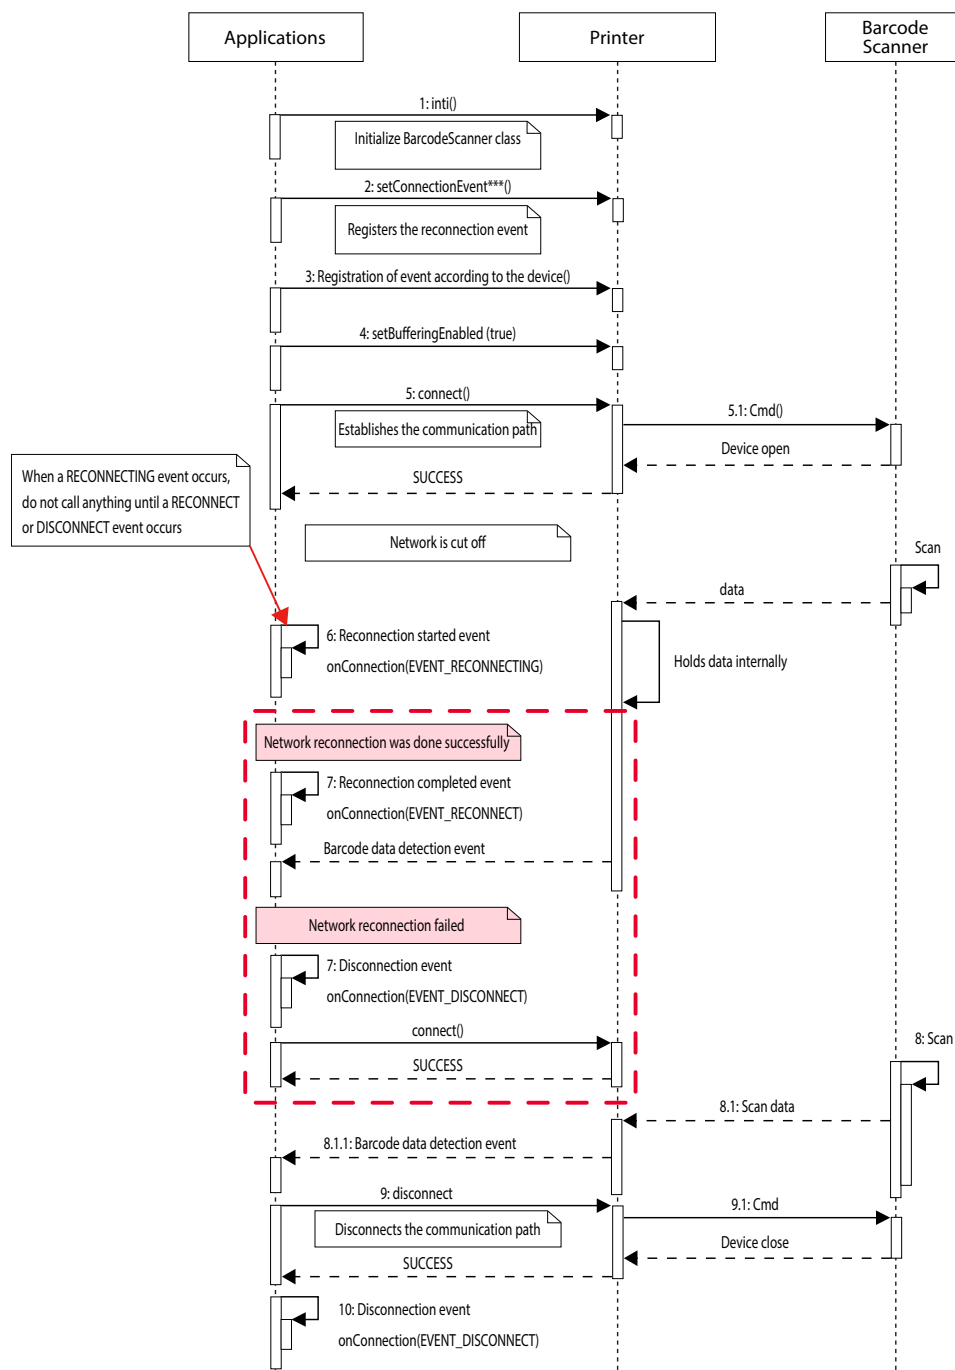 Applications
Printer
Barcode
Scanner
1: inti()
Initialize BarcodeScanner class
2: setConnectionEvent***()
Registers the reconnection event
3: Registration of event according to the device()
4: setBufferingEnabled (true)
5: connect()
5.1: Cmd()
Establishes the communication path
Device open
SUCCESS
When a RECONNECTING event occurs,
do not call anything until a RECONNECT
or DISCONNECT event occurs
Network is cut off
Scan
data
6: Reconnection started event
onConnection(EVENT_RECONNECTING)
Holds data internally
Network reconnection was done successfully
7: Reconnection completed event
onConnection(EVENT_RECONNECT)
Barcode data detection event
Network reconnection failed
7: Disconnection event
onConnection(EVENT_DISCONNECT)
connect()
SUCCESS
8: Scan
8.1: Scan data
8.1.1: Barcode data detection event
9: disconnect
9.1: Cmd
Disconnects the communication path
Device close
SUCCESS
10: Disconnection event
onConnection(EVENT_DISCONNECT)